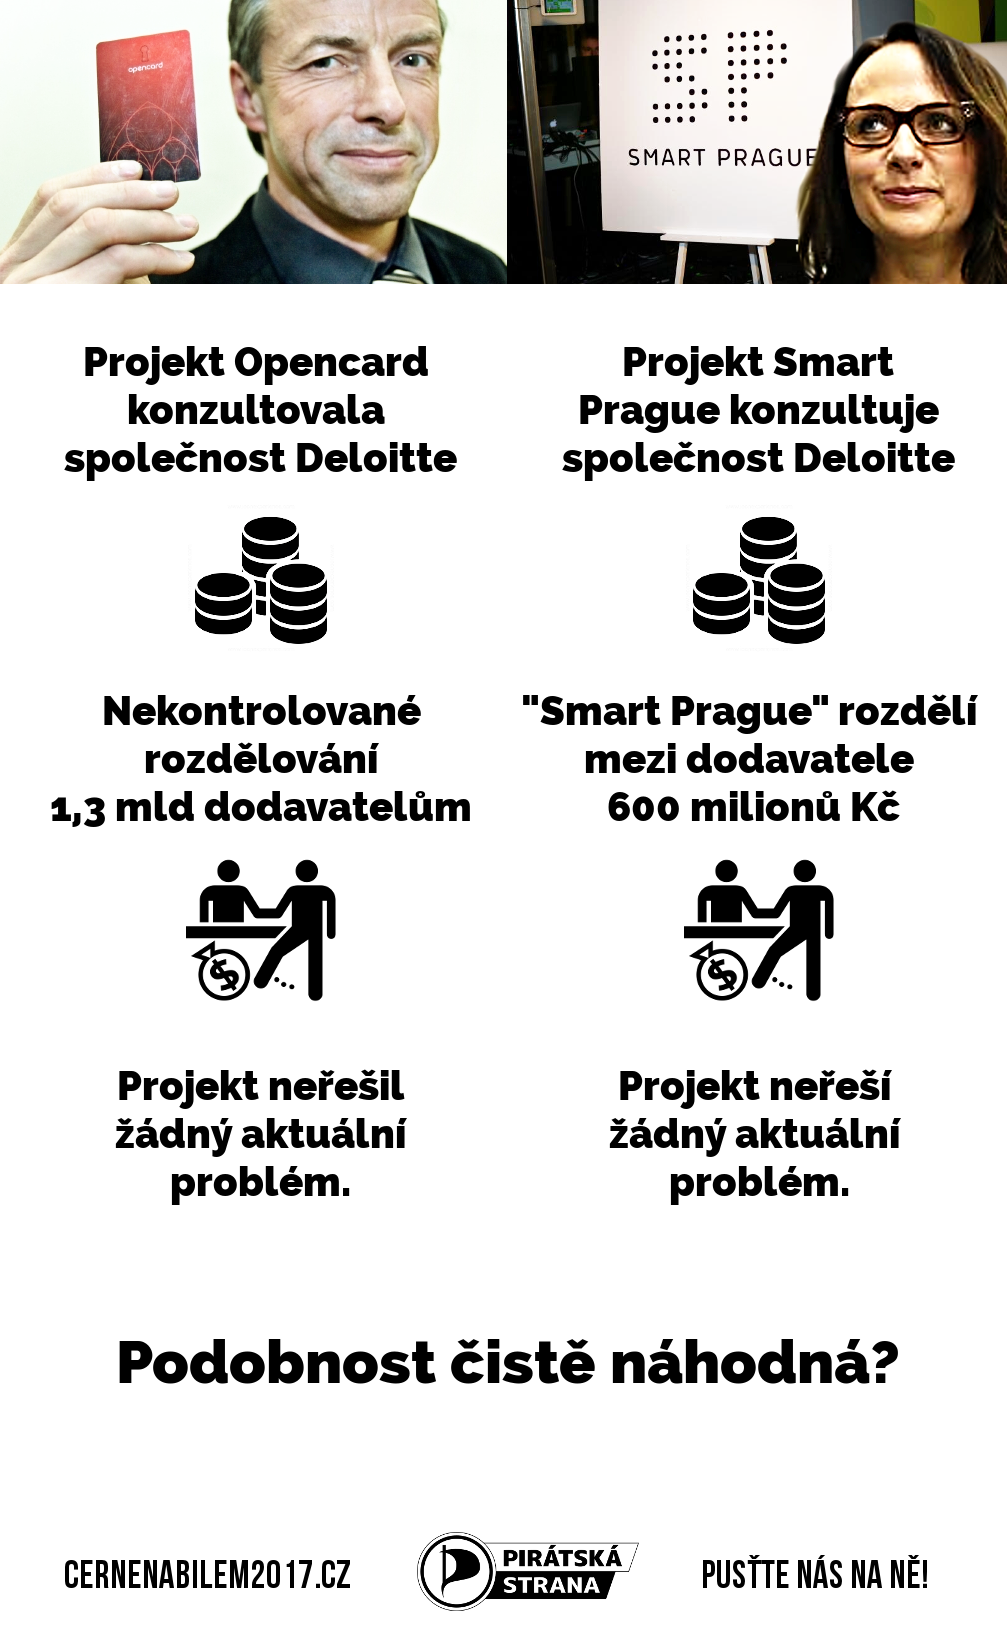 opencard
SP
SMART PRAGUE
Projekt Opencard
konzultovala
společnost Deloitte
Projekt Smart
Prague konzultuje
společnost Deloitte
Nekontrolované
rozdělování
1,3 mld dodavatelům
"Smart Prague" rozdělí
mezi dodavatele
600 milionů Kč
$
$
Projekt neřešil
žádný aktuální
problém.
Projekt neřeší
žádný aktuální
problém.
Podobnost čistě náhodná?
CERNENABILEM2017.CZ
PIRÁTSKÁ
STRANA
PUSŤTE NÁS NA NĚ!